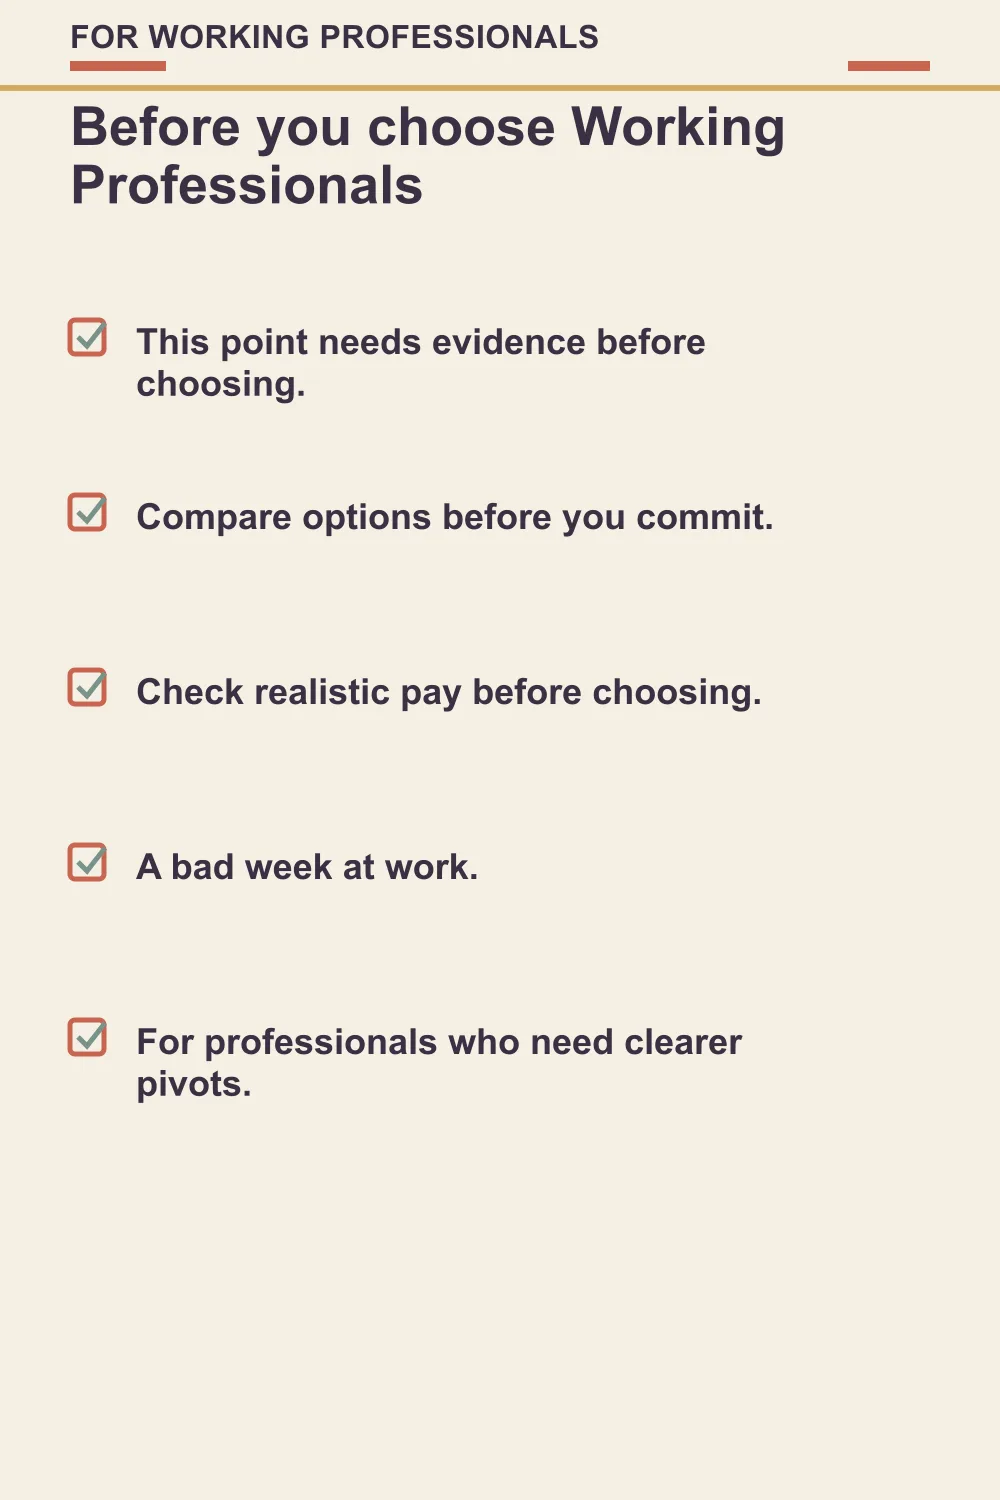 FOR WORKING PROFESSIONALS
Before you choose Working
Professionals
This point needs evidence before
choosing.
Compare options before you commit.
Check realistic pay before choosing.
A bad week at work.
For professionals who need clearer
pivots.